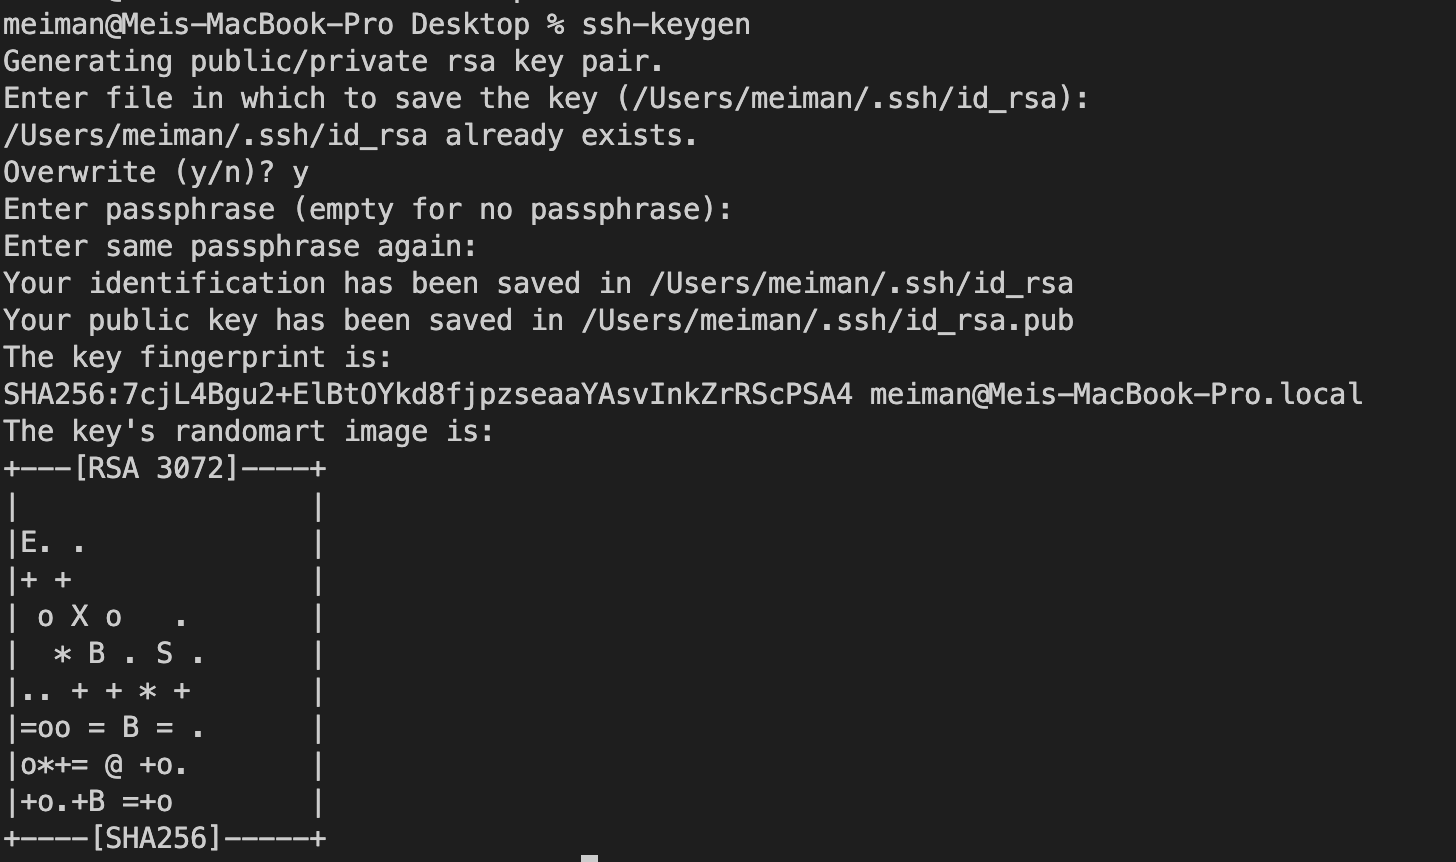 meiman@Meis-MacBook-Pro Desktop % ssh-keygen
Generating public/private rsa key pair.
Enter file in which to save the key (/Users/meiman/.ssh/id_rsa):
/Users/meiman/.ssh/id_rsa already exists.
Overwrite (y/n)? y
Enter passphrase (empty for no passphrase):
Enter same passphrase again:
Your identification has been saved in /Users/meiman/.ssh/id_rsa
Your public key has been saved in /Users/meiman/.ssh/id_rsa.pub
The key fingerprint is:
SHA256:7cjL4Bgu2+ElBtOYkd8fjpzseaaYAsvInkZrRScPSA4 meiman@Meis-MacBook-Pro.local
The key's randomart image is:
+---[RSA 3072]----+
|                 |
|E. .             |
|+ +              |
| o X o   .       |
|  * B . S .      |
|.. + + * +       |
|=oo = B = .      |
|o*+= @ +o.       |
|+o.+B =+o        |
+----[SHA256]-----+